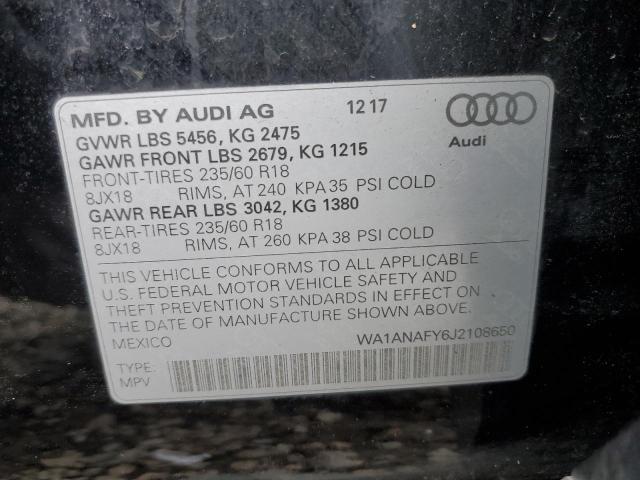 MFD. BY AUDI AG 12 17
GVWR LBS 5456, KG 2475
GAWR FRONT LBS 2679, KG 1215
FRONT-TIRES 235/60 R18
8JX18 RIMS, AT 240 KPA 35 PSI COLD
GAWR REAR LBS 3042, KG 1380
REAR-TIRES 235/60 R18
8JX18 RIMS, AT 260 KPA 38 PSI COLD
Audi
THIS VEHICLE CONFORMS TO ALL APPLICABLE
U.S. FEDERAL MOTOR VEHICLE SAFETY AND
THEFT PREVENTION STANDARDS IN EFFECT ON
THE DATE OF MANUFACTURE SHOWN ABOVE.
MEXICO WA1ANAFY6J2108650
TYPE:
MPV